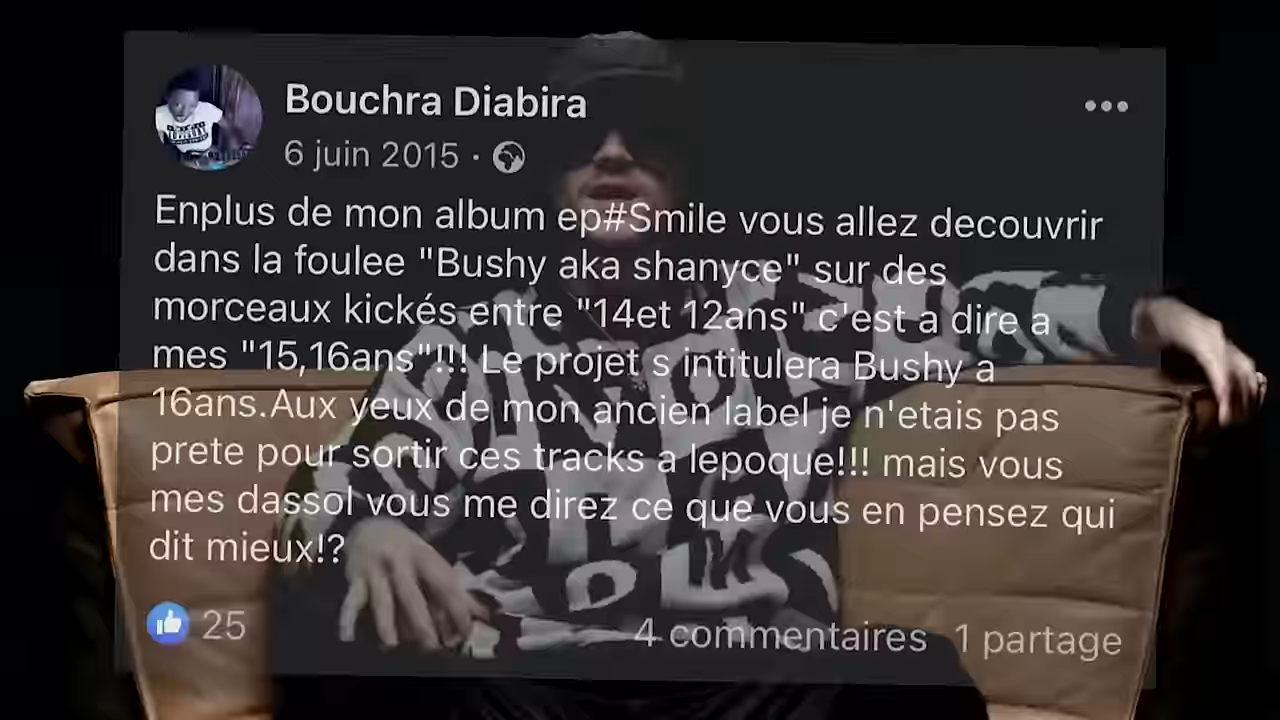 Bouchra Diabira
6 juin 2015
Enplus de mon album ep#Smile vous allez decouvrir
dans la foulee "Bushy aka shanyce" sur des
morceaux kickés entre "14et 12ans" c'est a dire a
mes "15,16ans"!!! Le projet s intitulera Bushy a
16ans.Aux yeux de mon ancien label je n'etais pas
prete pour sortir ces tracks a lepoque!!! mais vous
mes dassol vous me direz ce que vous en pensez qui
dit mieux!?
25
4 commentaires 1 partage